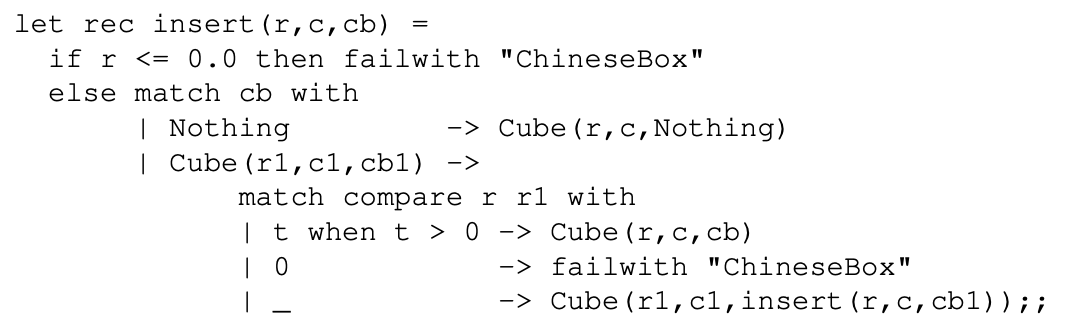 let rec insert(r,c,cb) =
  if r <= 0.0 then failwith "ChineseBox"
  else match cb with
       | Nothing         -> Cube(r,c,Nothing)
       | Cube(r1,c1,cb1) ->
             match compare r r1 with
             | t when t > 0 -> Cube(r,c,cb)
             | 0            -> failwith "ChineseBox"
             | _            -> Cube(r1,c1,insert(r,c,cb1));;